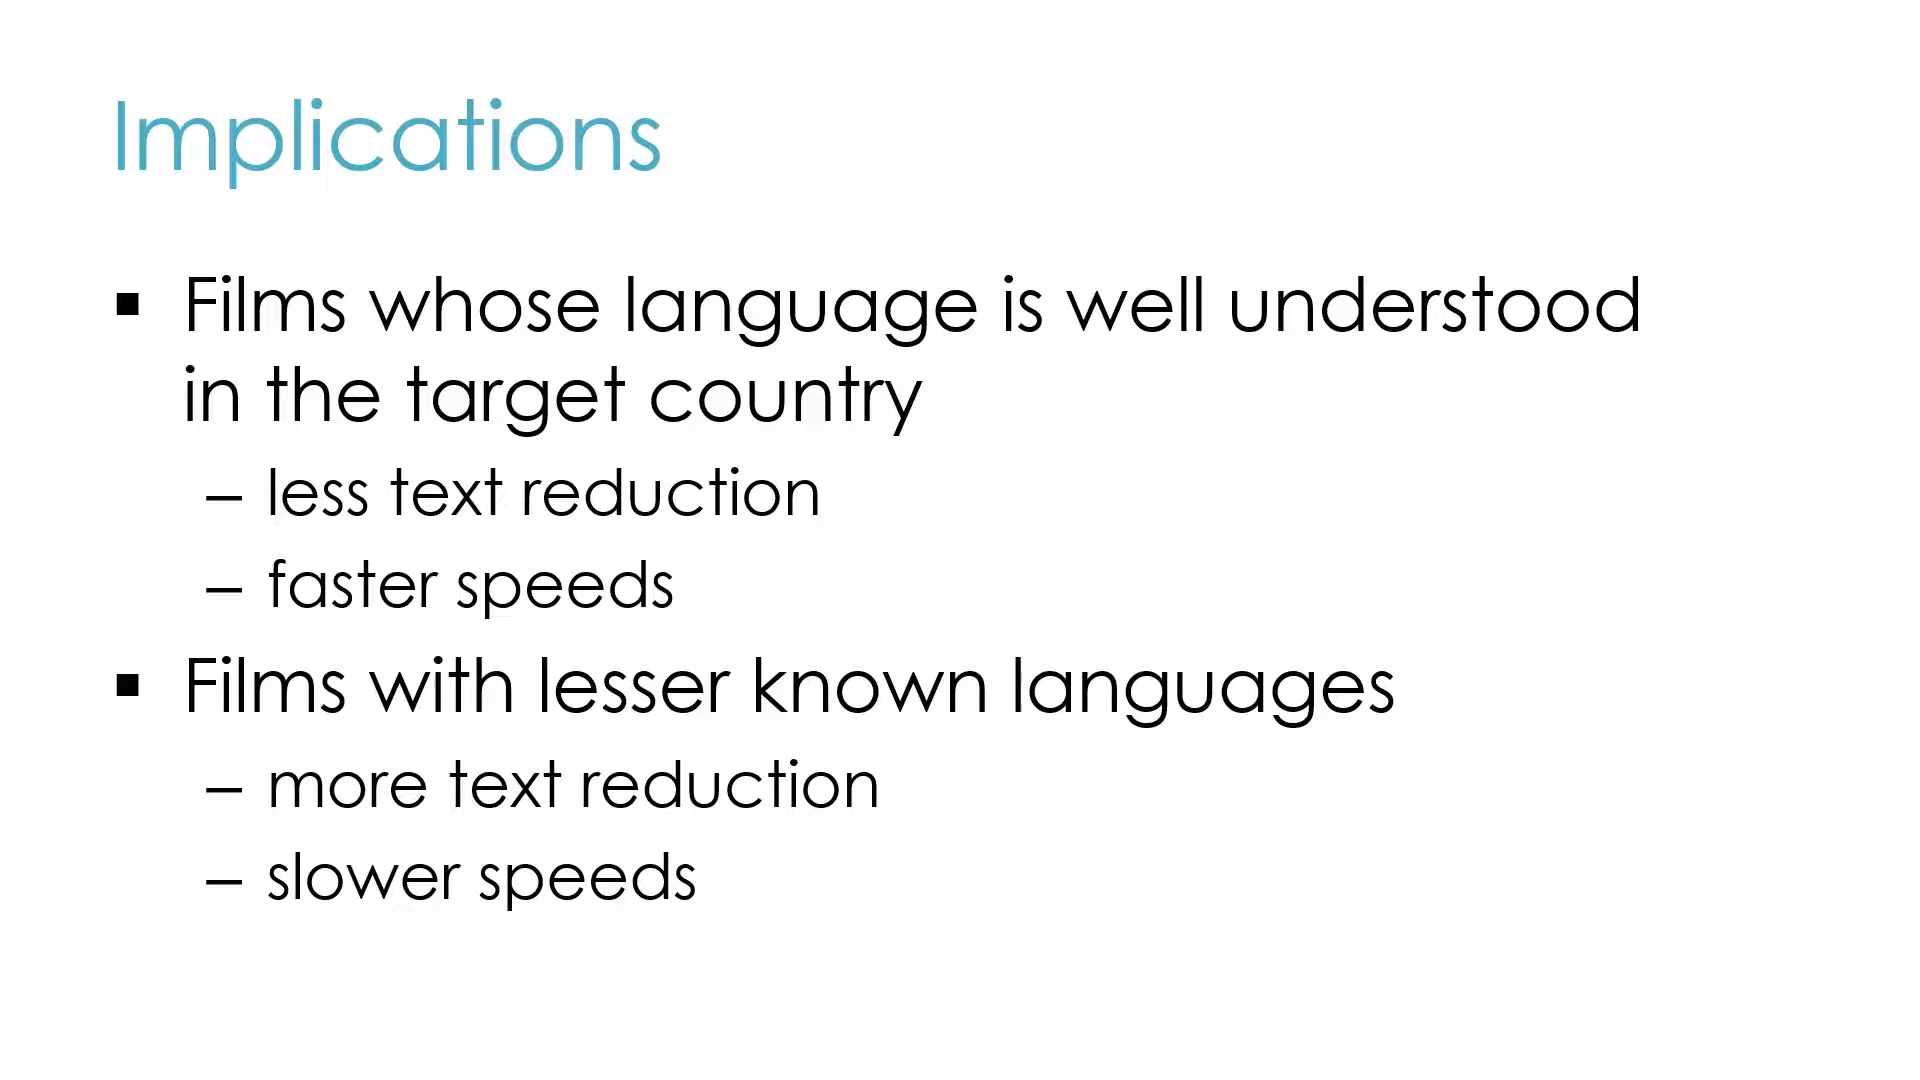 Implications
▪ Films whose language is well understood
in the target country
– less text reduction
– faster speeds
▪ Films with lesser known languages
– more text reduction
– slower speeds